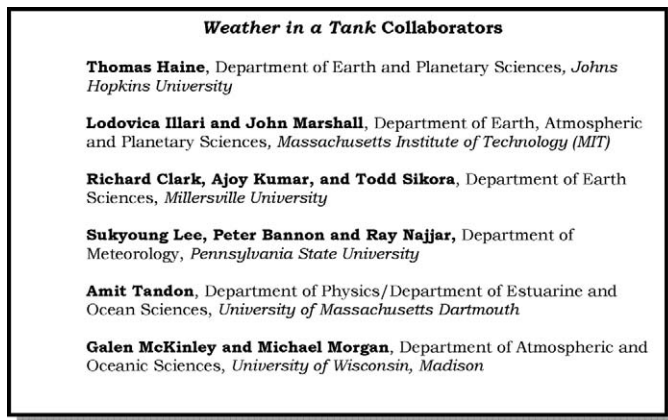 Weather in a Tank Collaborators
Thomas Haine, Department of Earth and Planetary Sciences, Johns
Hopkins University
Lodovica Illari and John Marshall, Department of Earth, Atmospheric
and Planetary Sciences, Massachusetts Institute of Technology (MIT)
Richard Clark, Ajoy Kumar, and Todd Sikora, Department of Earth
Sciences, Millersville University
Sukyoung Lee, Peter Bannon and Ray Najjar, Department of
Meteorology, Pennsylvania State University
Amit Tandon, Department of Physics/Department of Estuarine and
Ocean Sciences, University of Massachusetts Dartmouth
Galen McKinley and Michael Morgan, Department of Atmospheric and
Oceanic Sciences, University of Wisconsin, Madison